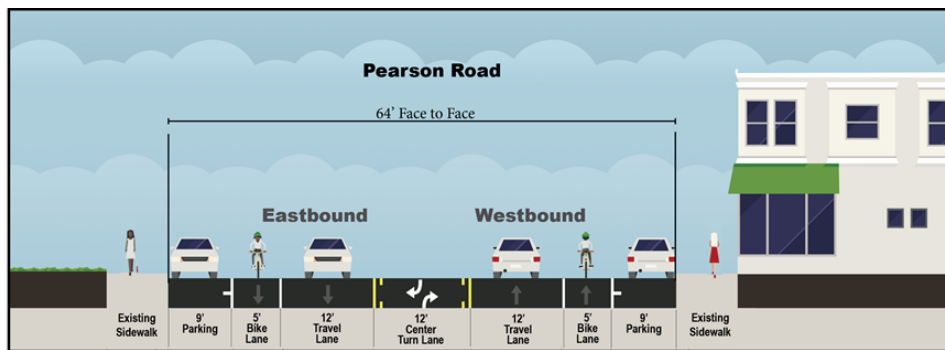 Pearson Road
64' Face to Face
Eastbound
Westbound
Existing
Sidewalk
9'
Parking
5'
Bike
Lane
12'
Travel
Lane
12'
Center
Turn Lane
12'
Travel
Lane
5'
Bike
Lane
9'
Parking
Existing
Sidewalk